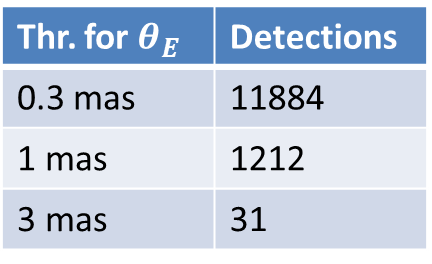 Thr. for θ_E Detections
0.3 mas 11884
1 mas 1212
3 mas 31